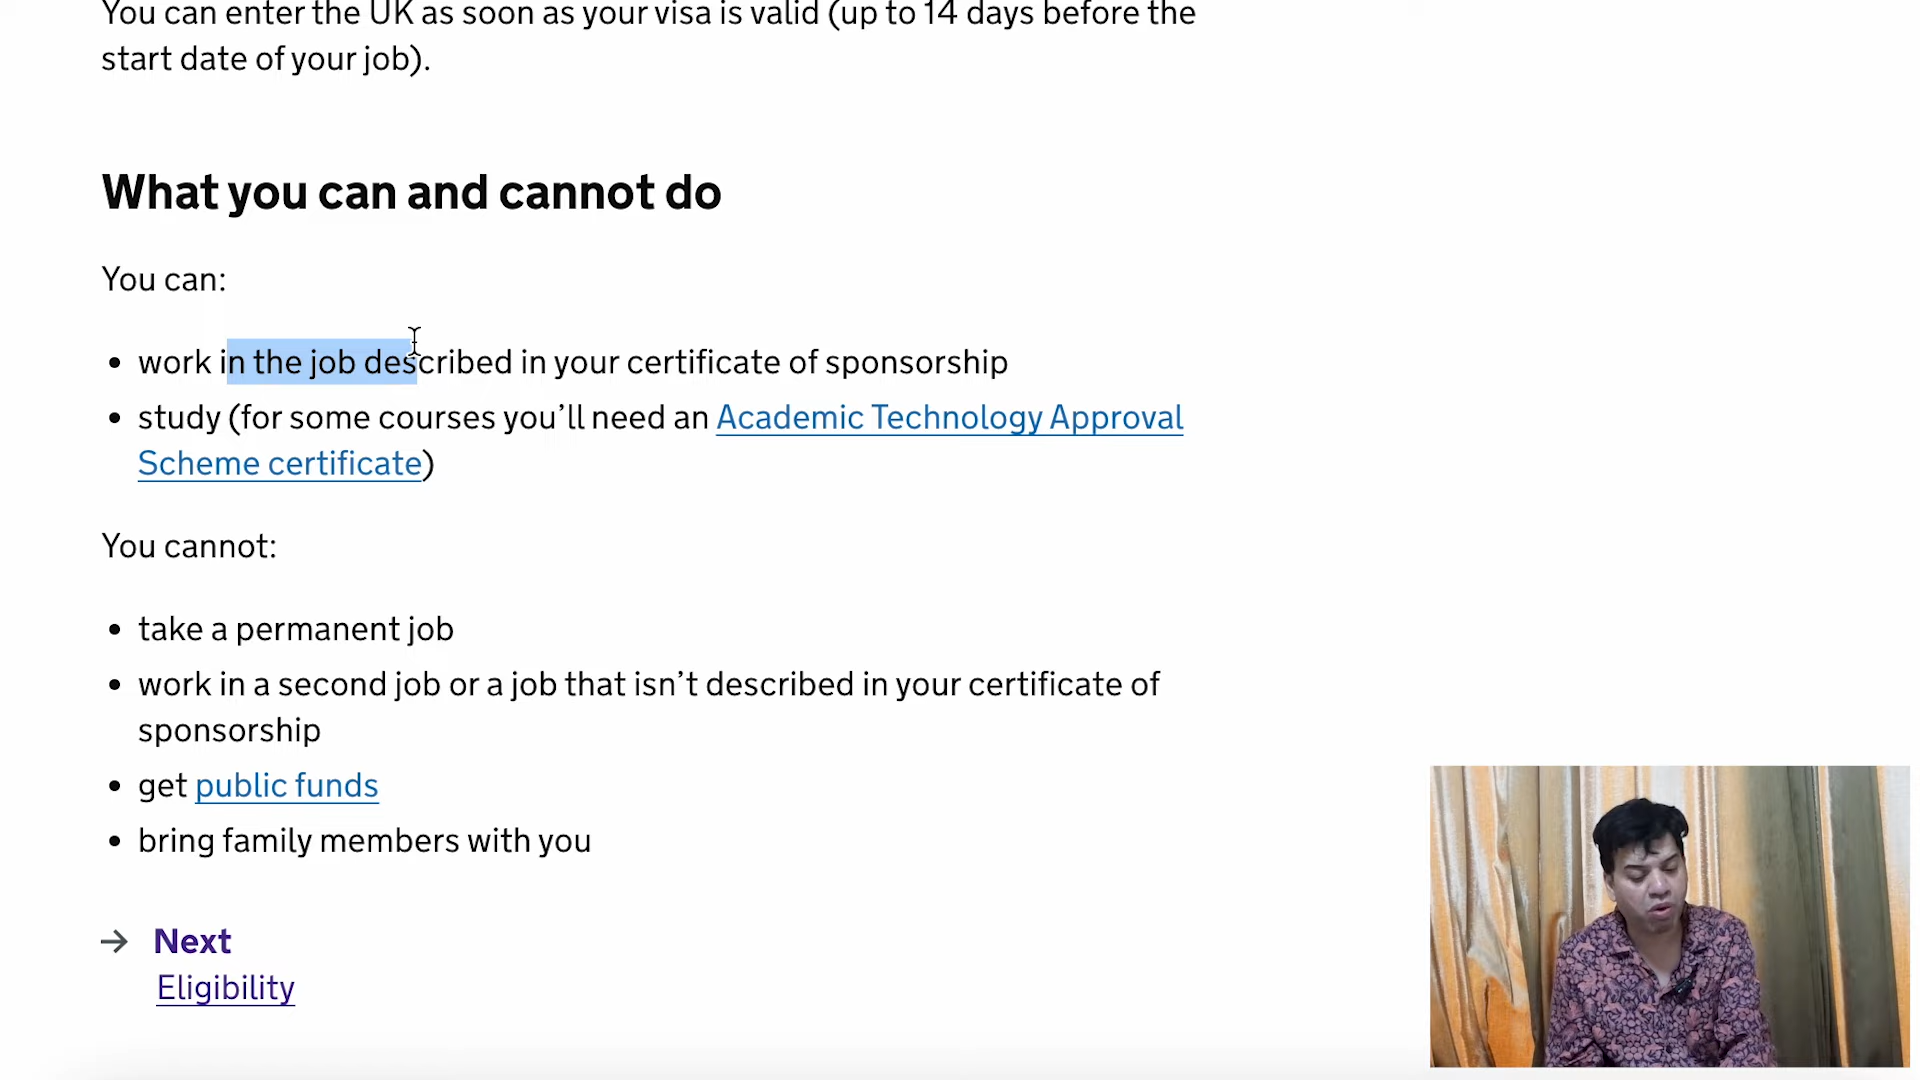 You can enter the UK as soon as your visa is valid (up to 14 days before the
start date of your job).
What you can and cannot do
You can:
• work in the job described in your certificate of sponsorship
• study (for some courses you’ll need an Academic Technology Approval
Scheme certificate)
You cannot:
• take a permanent job
• work in a second job or a job that isn’t described in your certificate of
sponsorship
• get public funds
• bring family members with you
→ Next
Eligibility